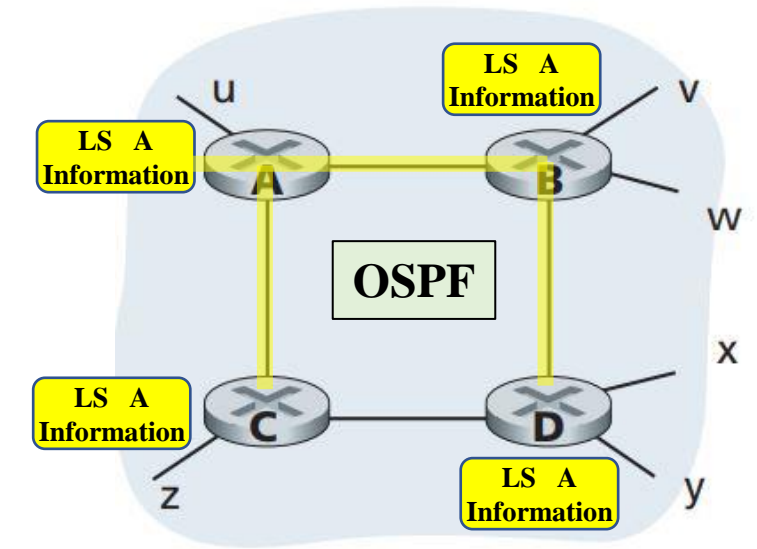 LS A
Information
u
v
LS A
Information
A
B
w
OSPF
x
LS A
Information
C
D
z
LS A
Information
y